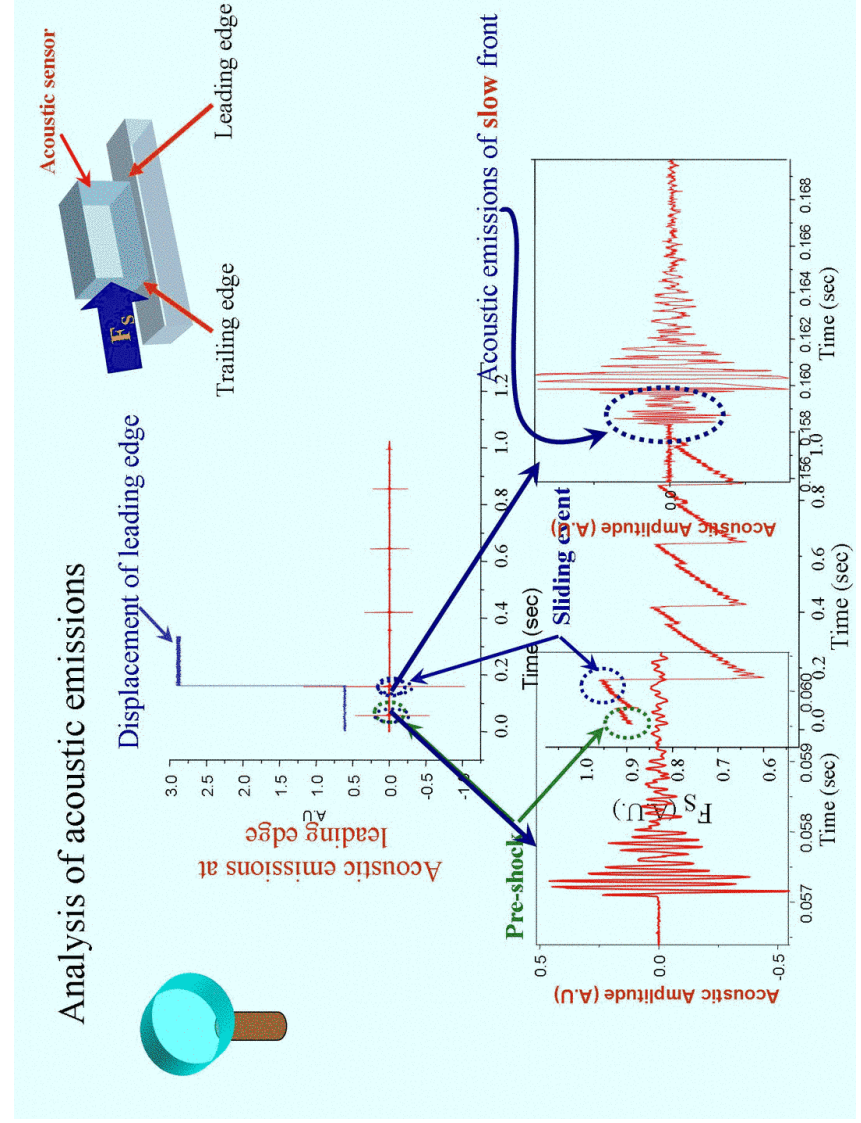 Analysis of acoustic emissions
Acoustic sensor
Leading edge
Trailing edge
FS
Displacement of leading edge
Acoustic emissions at
leading edge
A.U
3.0
2.5
2.0
1.5
1.0
0.5
0.0
-0.5
-1.0
0.0 0.2 0.4 0.6 0.8 1.0 1.2
Time (sec)
Acoustic emissions of slow front
Pre-shock
Sliding event
Acoustic Amplitude (A.U)
0.5
0.0
-0.5
0.057 0.058 0.059 0.060
Time (sec)
FS (A.U.)
1.0
0.9
0.8
0.7
0.6
0.0 0.2 0.4 0.6 0.8 1.0
Time (sec)
Acoustic Amplitude (A.U)
0.0
0.156 0.158 0.160 0.162 0.164 0.166 0.168
Time (sec)